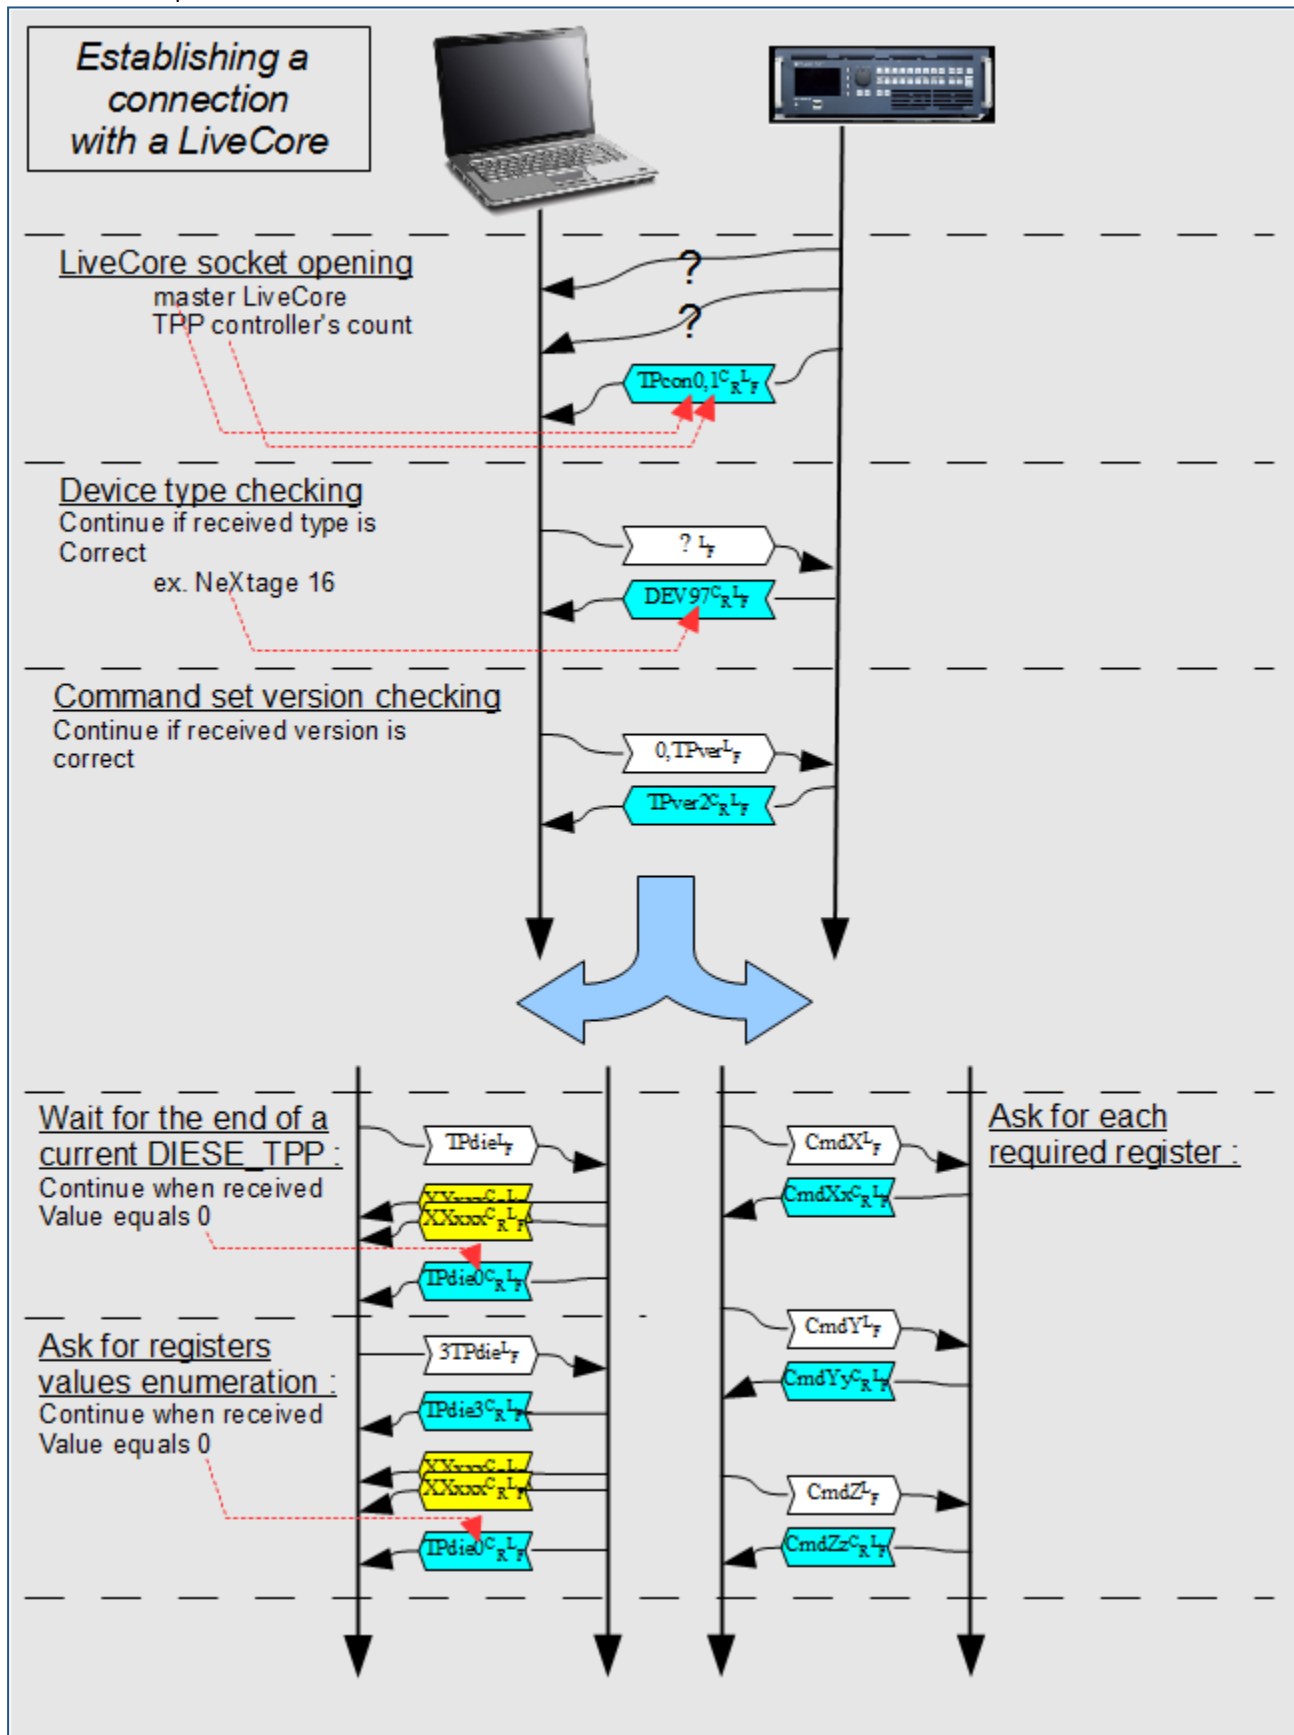 Establishing a
connection
with a LiveCore
LiveCore socket opening
master LiveCore
TPP controller's count
?
?
TPcon0,1CRLF
Device type checking
Continue if received type is
Correct
ex. NeXtage 16
? LF
DEV97CRLF
Command set version checking
Continue if received version is
correct
0,TPverLF
TPver2CRLF
Wait for the end of a
current DIESE_TPP :
Continue when received
Value equals 0
TPdieLF
XXxxxCRLF
XXxxxCRLF
TPdie0CRLF
Ask for registers
values enumeration :
Continue when received
Value equals 0
3TPdieLF
TPdie3CRLF
XXxxxCRLF
XXxxxCRLF
TPdie0CRLF
Ask for each
required register :
CmdXLF
CmdXxCRLF
CmdYLF
CmdYyCRLF
CmdZLF
CmdZzCRLF